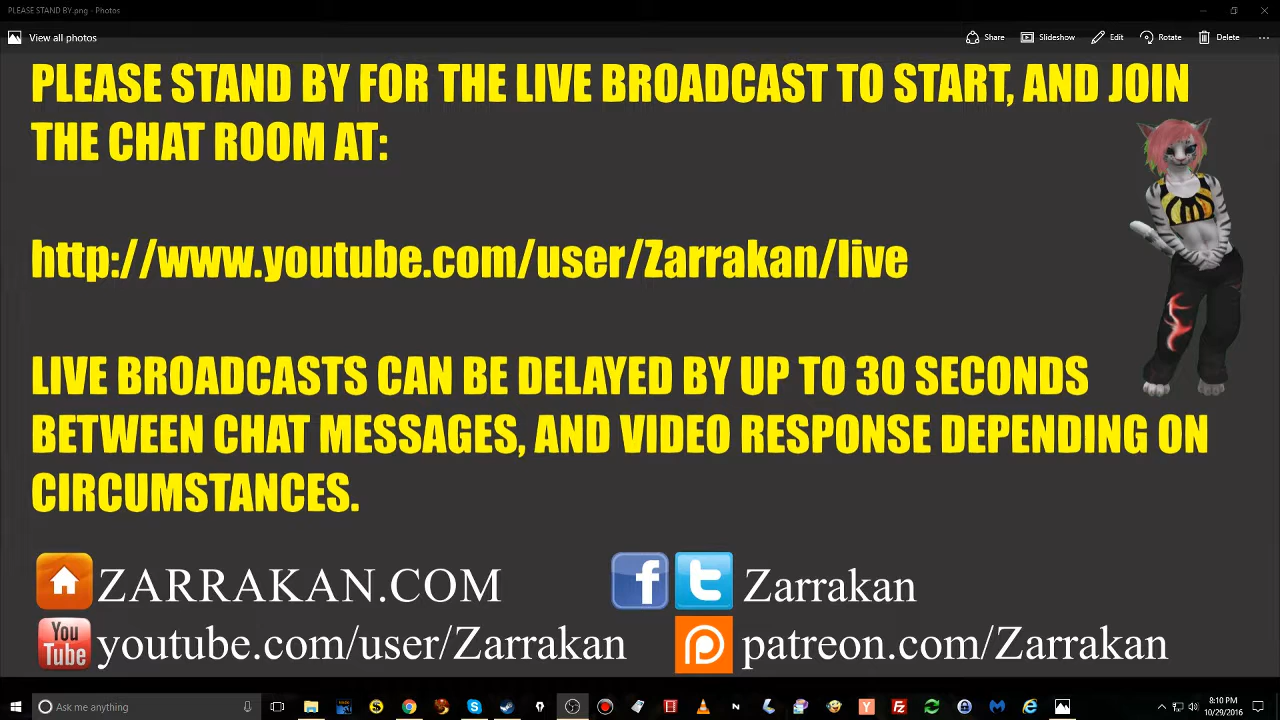 PLEASE STAND BY.png - Photos
View all photos
Share
Slideshow
Edit
Rotate
Delete
PLEASE STAND BY FOR THE LIVE BROADCAST TO START, AND JOIN
THE CHAT ROOM AT:
http://www.youtube.com/user/Zarrakan/live
LIVE BROADCASTS CAN BE DELAYED BY UP TO 30 SECONDS
BETWEEN CHAT MESSAGES, AND VIDEO RESPONSE DEPENDING ON
CIRCUMSTANCES.
ZARRAKAN.COM
f t Zarrakan
You Tube youtube.com/user/Zarrakan
patreon.com/Zarrakan
Ask me anything
8:10 PM
10/29/2016